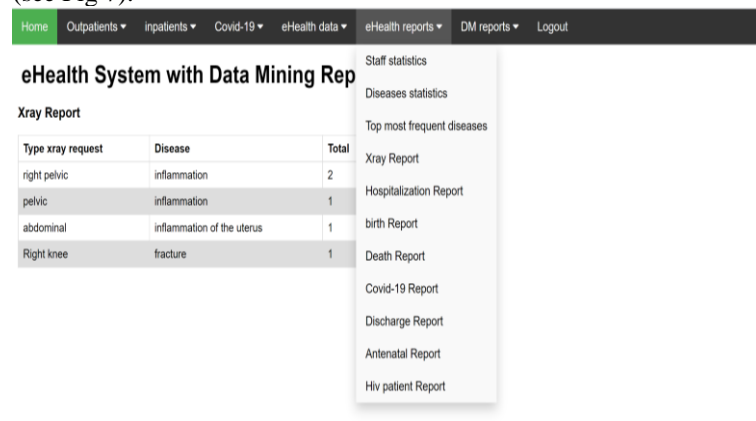 (see Fig 7).
Home Outpatients inpatients Covid-19 eHealth data eHealth reports DM reports Logout
eHealth System with Data Mining Rep
Xray Report
Type xray request Disease Total
right pelvic inflammation 2
pelvic inflammation 1
abdominal inflammation of the uterus 1
Right knee fracture 1
Staff statistics
Diseases statistics
Top most frequent diseases
Xray Report
Hospitalization Report
birth Report
Death Report
Covid-19 Report
Discharge Report
Antenatal Report
Hiv patient Report